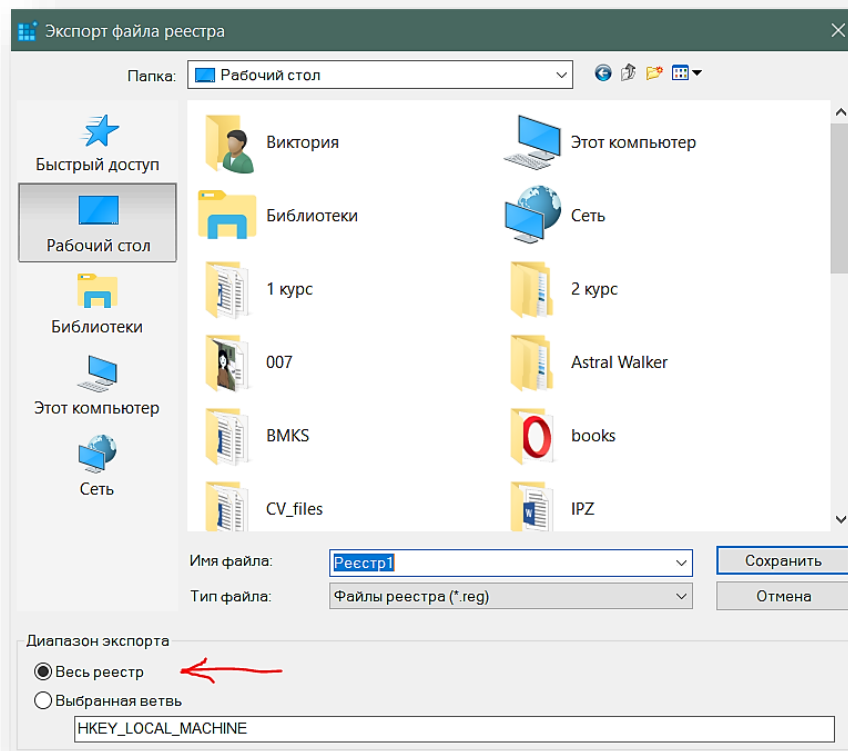 Экспорт файла реестра
Папка: Рабочий стол
Быстрый доступ
Рабочий стол
Библиотеки
Этот компьютер
Сеть
Виктория
Этот компьютер
Библиотеки
Сеть
1 курс
2 курс
007
Astral Walker
BMKS
books
CV_files
IPZ
Имя файла: Реєстр1
Сохранить
Тип файла: Файлы реестра (*.reg)
Отмена
Диапазон экспорта
Весь реестр
Выбранная ветвь
HKEY_LOCAL_MACHINE